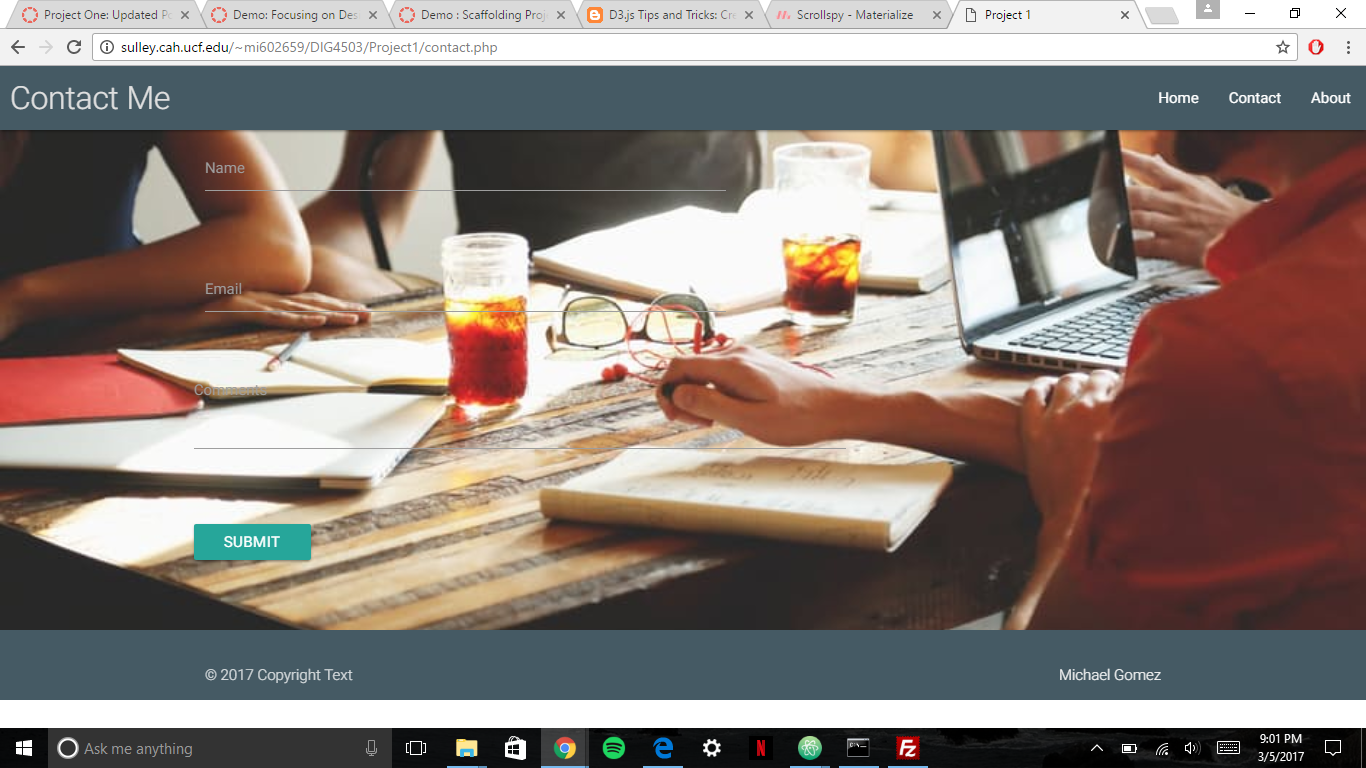 Project One: Updated Po
Demo: Focusing on Des
Demo : Scaffolding Proj
D3.js Tips and Tricks: Cre
Scrollspy - Materialize
Project 1
sulley.cah.ucf.edu/~mi602659/DIG4503/Project1/contact.php
Contact Me
Home
Contact
About
Name
Email
Comments
SUBMIT
© 2017 Copyright Text
Michael Gomez
Ask me anything
9:01 PM
3/5/2017